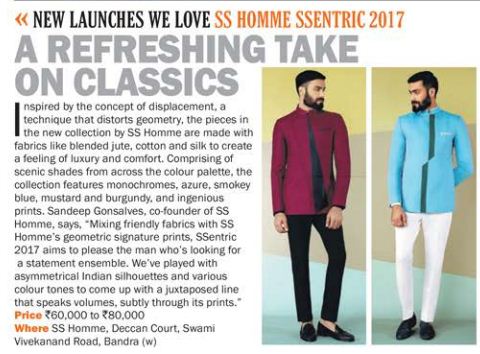 « NEW LAUNCHES WE LOVE SS HOMME SSENTRIC 2017
A REFRESHING TAKE
ON CLASSICS
Inspired by the concept of displacement, a
technique that distorts geometry, the pieces in
the new collection by SS Homme are made with
fabrics like blended jute, cotton and silk to create
a feeling of luxury and comfort. Comprising of
scenic shades from across the colour palette, the
collection features monochromes, azure, smokey
blue, mustard and burgundy, and ingenious
prints. Sandeep Gonsalves, co-founder of SS
Homme, says, “Mixing friendly fabrics with SS
Homme’s geometric signature prints, SSentric
2017 aims to please the man who’s looking for
a statement ensemble. We’ve played with
asymmetrical Indian silhouettes and various
colour tones to come up with a juxtaposed line
that speaks volumes, subtly through its prints.”
Price ₹60,000 to ₹80,000
Where SS Homme, Deccan Court, Swami
Vivekanand Road, Bandra (w)